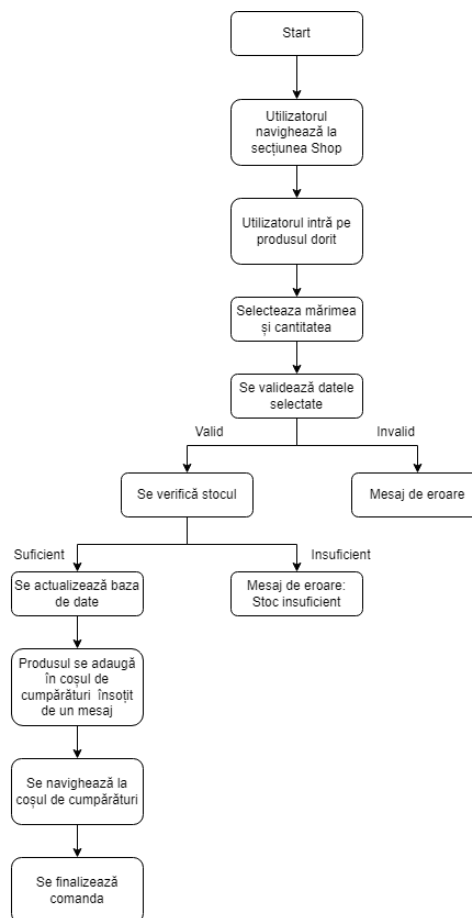 Start
Utilizatorul
navighează la
secțiunea Shop
Utilizatorul intră pe
produsul dorit
Selecteaza mărimea
și cantitatea
Se validează datele
selectate
Valid
Invalid
Se verifică stocul
Mesaj de eroare
Suficient
Insuficient
Se actualizează baza
de date
Mesaj de eroare:
Stoc insuficient
Produsul se adaugă
în coșul de
cumpărături însoțit
de un mesaj
Se navighează la
coșul de cumpărături
Se finalizează
comanda